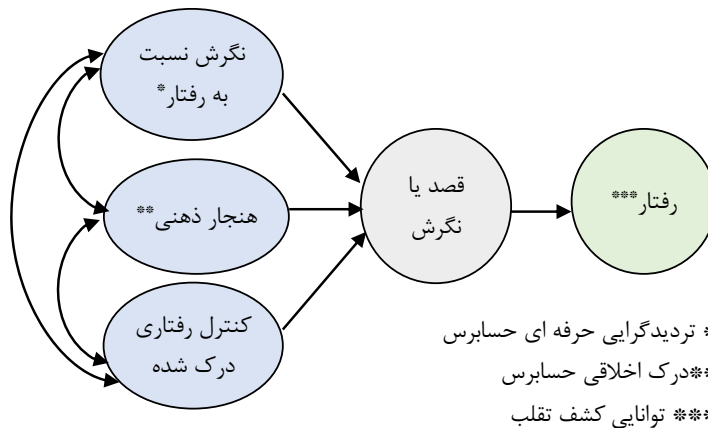 نگرش نسبت
به رفتار*
هنجار ذهنی**
کنترل رفتاری
درک شده
قصد یا
نگرش
رفتار***
* تردیدگرایی حرفه ای حسابرس
**درک اخلاقی حسابرس
*** توانایی کشف تقلب